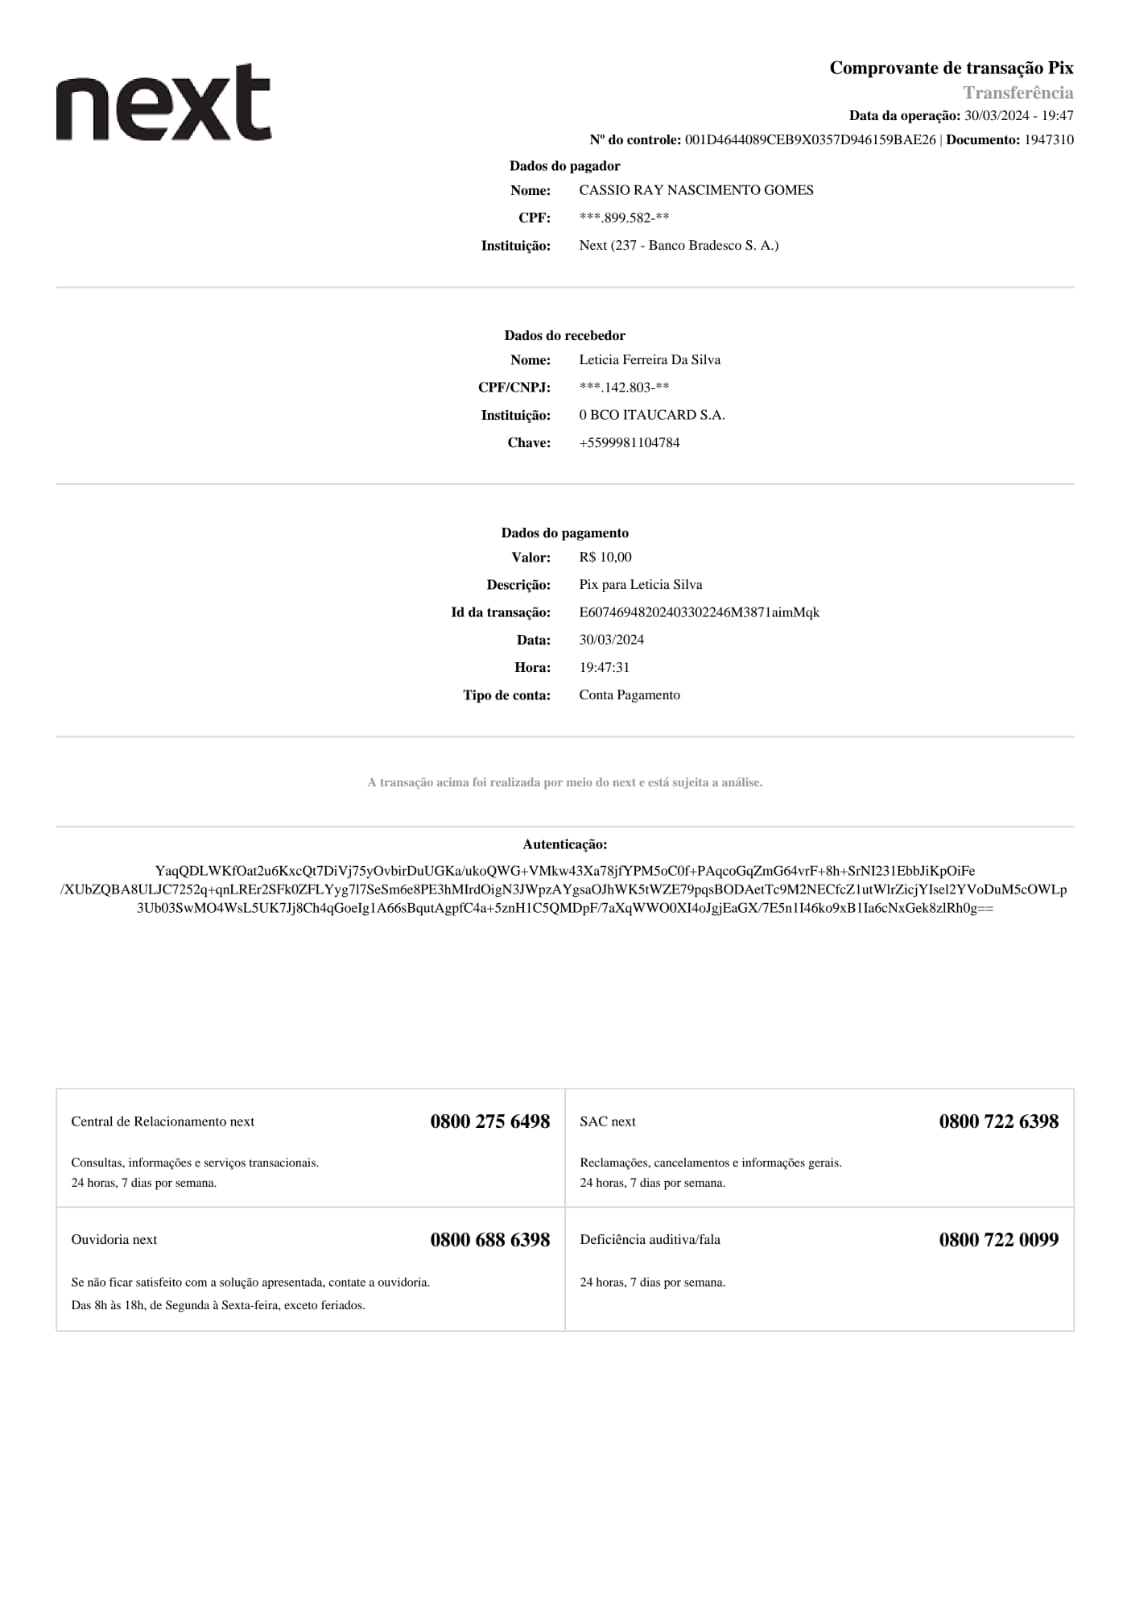 next
Comprovante de transação Pix
Transferência
Data da operação: 30/03/2024 - 19:47
Nº do controle: 001D4644089CEB9X0357D946159BAE26 | Documento: 1947310
Dados do pagador
Nome: CASSIO RAY NASCIMENTO GOMES
CPF: ***.899.582-**
Instituição: Next (237 - Banco Bradesco S. A.)
Dados do recebedor
Nome: Leticia Ferreira Da Silva
CPF/CNPJ: ***.142.803-**
Instituição: 0 BCO ITAUCARD S.A.
Chave: +5599981104784
Dados do pagamento
Valor: R$ 10,00
Descrição: Pix para Leticia Silva
Id da transação: E60746948202403302246M3871aimMqk
Data: 30/03/2024
Hora: 19:47:31
Tipo de conta: Conta Pagamento
A transação acima foi realizada por meio do next e está sujeita a análise.
Autenticação:
YaqQDLWKfOat2u6KxcQt7DiVj75yOvbirDuUGKa/ukoQWG+VMkw43Xa78jfYPM5oC0f+PAqcoGqZmG64vrF+8h+SrNI231EbbJiKpOiFe
/XUbZQBA8ULJC7252q+qnLREr2SFk0ZFLYyg7l7SeSm6e8PE3hMIrdOigN3JWpzAYgsaOJhWK5tWZE79pqsBODAetTc9M2NECfcZ1utWlrZicjYIsel2YVoDuM5cOWLp
3Ub03SwMO4WsL5UK7Jj8Ch4qGoeIg1A66sBqutAgpfC4a+5znH1C5QMDpF/7aXqWWO0XI4oJgjEaGX/7E5n1I46ko9xB1Ia6cNxGek8zlRh0g==
Central de Relacionamento next 0800 275 6498
Consultas, informações e serviços transacionais.
24 horas, 7 dias por semana.
SAC next 0800 722 6398
Reclamações, cancelamentos e informações gerais.
24 horas, 7 dias por semana.
Ouvidoria next 0800 688 6398
Se não ficar satisfeito com a solução apresentada, contate a ouvidoria.
Das 8h às 18h, de Segunda à Sexta-feira, exceto feriados.
Deficiência auditiva/fala 0800 722 0099
24 horas, 7 dias por semana.